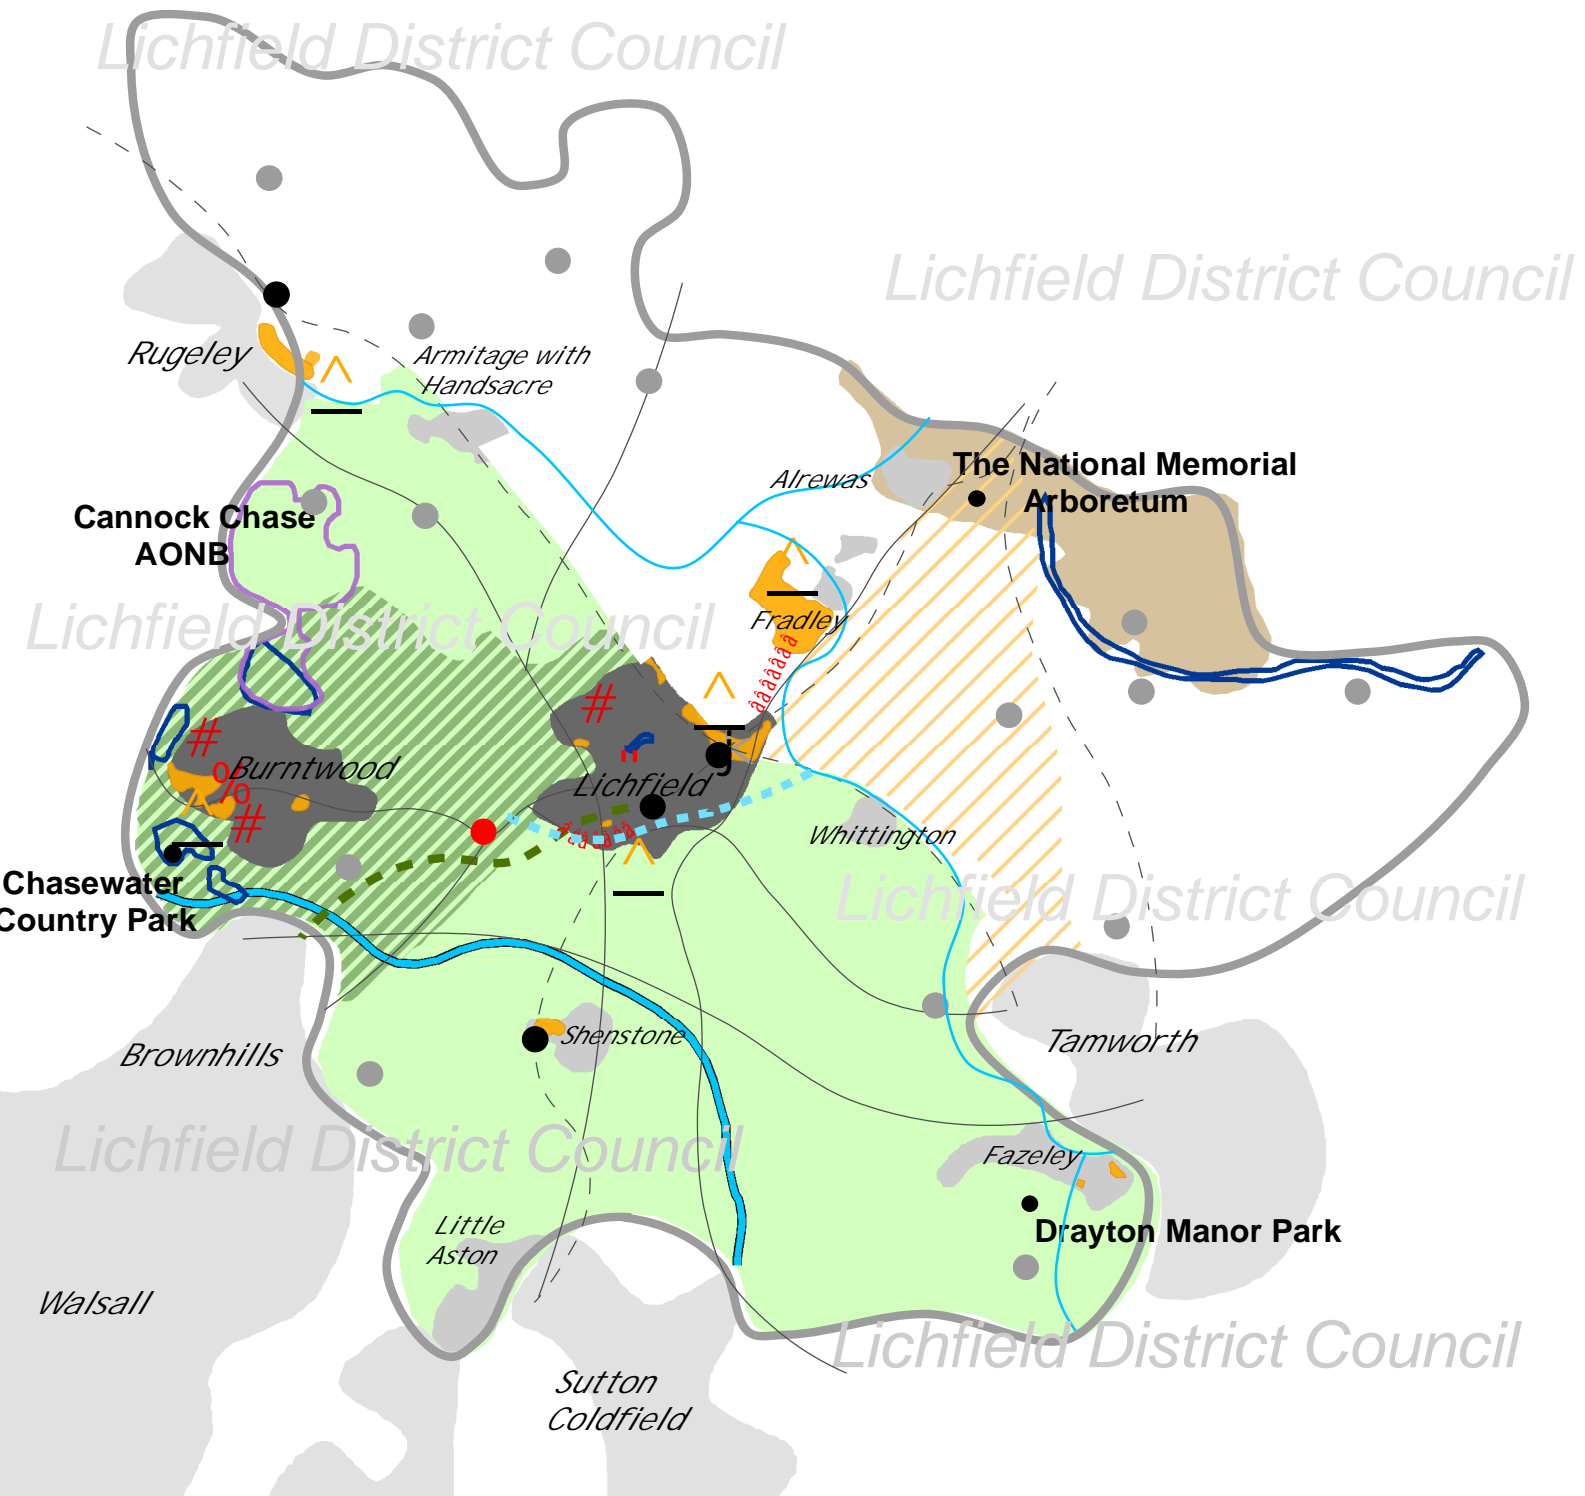 Lichfield District Council
Lichfield District Council
Rugeley
Armitage with
Handsacre
Alrewas
The National Memorial
Arboretum
Cannock Chase
AONB
Lichfield District Council
Fradley
ââââââââ
#
#
j
"
%
Burntwood
Lichfield
#
Whittington
Chasewater
Country Park
Lichfield District Council
Shenstone
Brownhills
Tamworth
Lichfield District Council
Fazeley
Little
Aston
Drayton Manor Park
Walsall
Lichfield District Council
Sutton
Coldfield